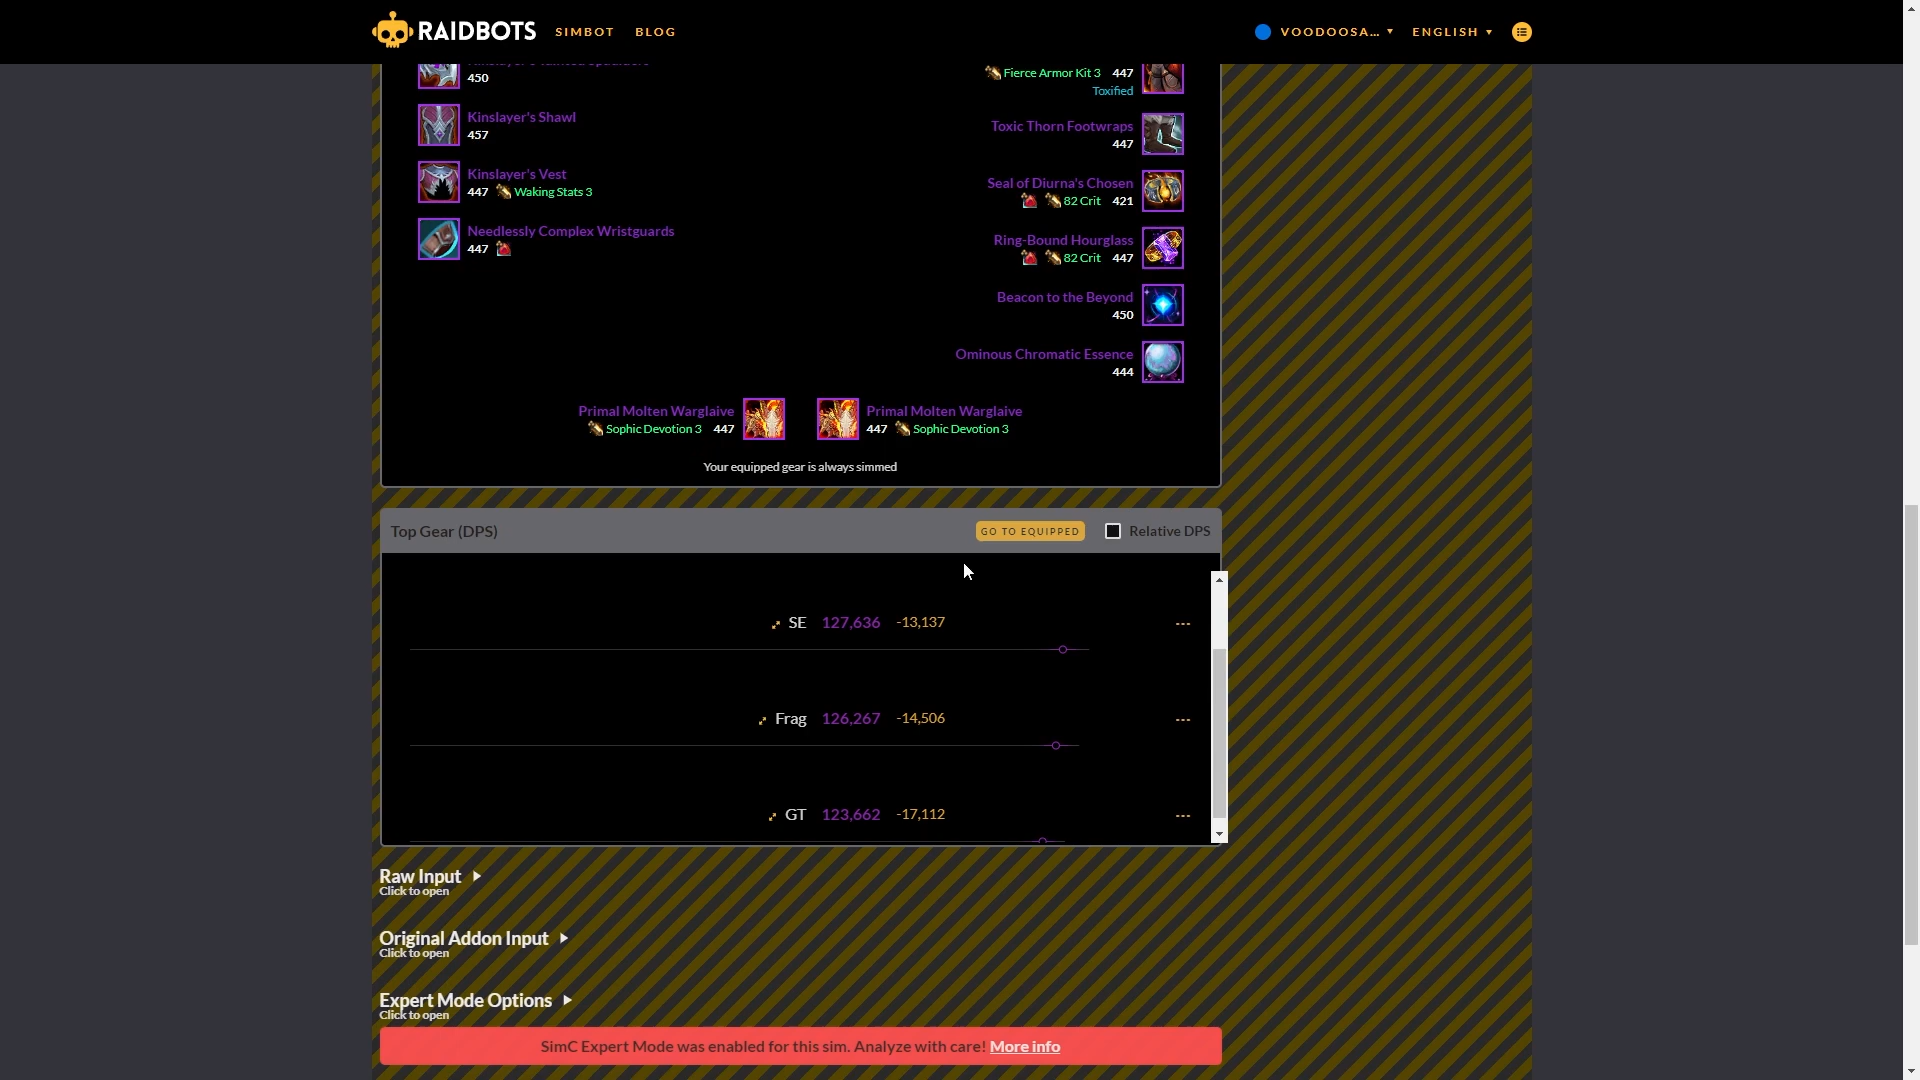 RAIDBOTS SIMBOT BLOG VOODOOSA... ENGLISH
450
Kinslayer's Shawl
457
Kinslayer's Vest
447 Waking Stats 3
Needlessly Complex Wristguards
447
Fierce Armor Kit 3 447
Toxified
Toxic Thorn Footwraps
447
Seal of Diurna's Chosen
82 Crit 421
Ring-Bound Hourglass
82 Crit 447
Beacon to the Beyond
450
Ominous Chromatic Essence
444
Primal Molten Warglaive
Sophic Devotion 3 447
Primal Molten Warglaive
447 Sophic Devotion 3
Your equipped gear is always simmed
Top Gear (DPS) GO TO EQUIPPED Relative DPS
SE 127,636 -13,137 ...
Frag 126,267 -14,506 ...
GT 123,662 -17,112 ...
Raw Input
Click to open
Original Addon Input
Click to open
Expert Mode Options
Click to open
SimC Expert Mode was enabled for this sim. Analyze with care! More info